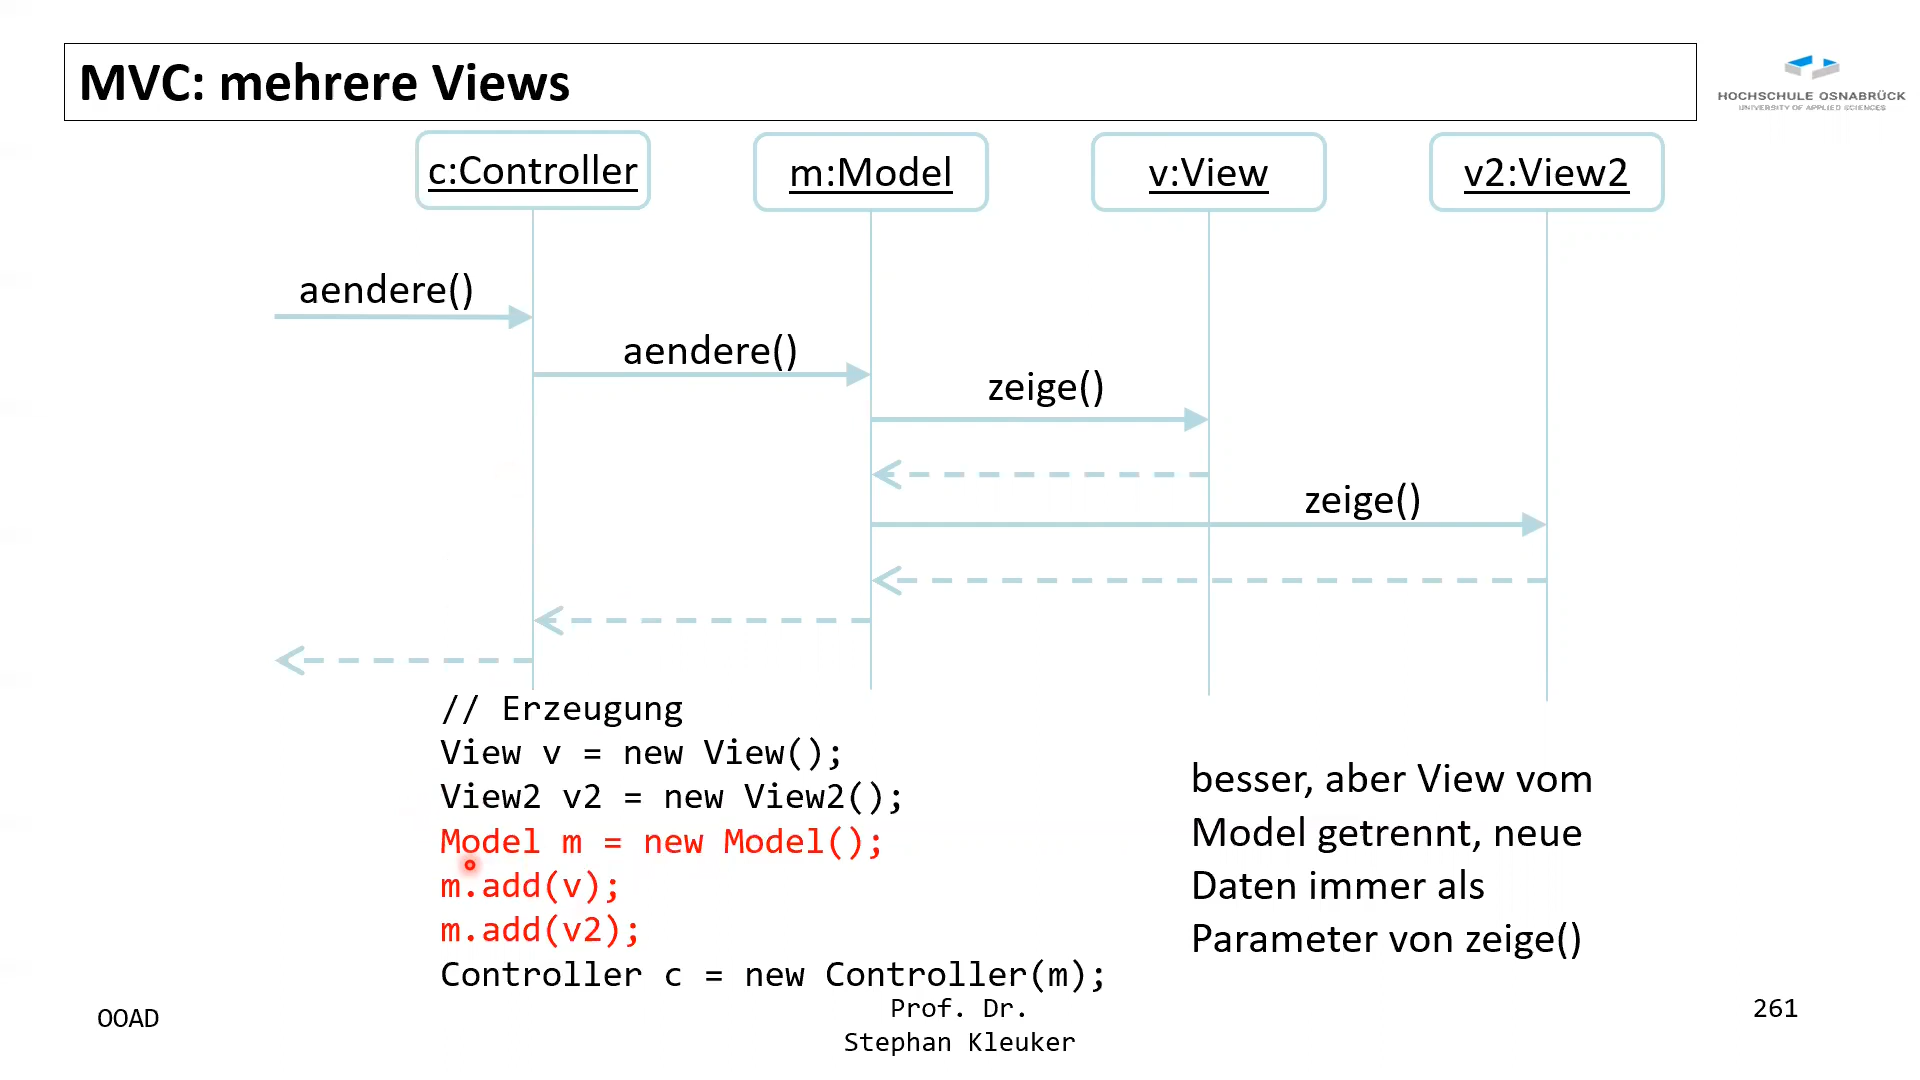 MVC: mehrere Views
HOCHSCHULE OSNABRÜCK
UNIVERSITY OF APPLIED SCIENCES
c:Controller
m:Model
v:View
v2:View2
aendere()
aendere()
zeige()
zeige()
// Erzeugung
View v = new View();
View2 v2 = new View2();
Model m = new Model();
m.add(v);
m.add(v2);
Controller c = new Controller(m);
besser, aber View vom
Model getrennt, neue
Daten immer als
Parameter von zeige()
OOAD
Prof. Dr.
Stephan Kleuker
261